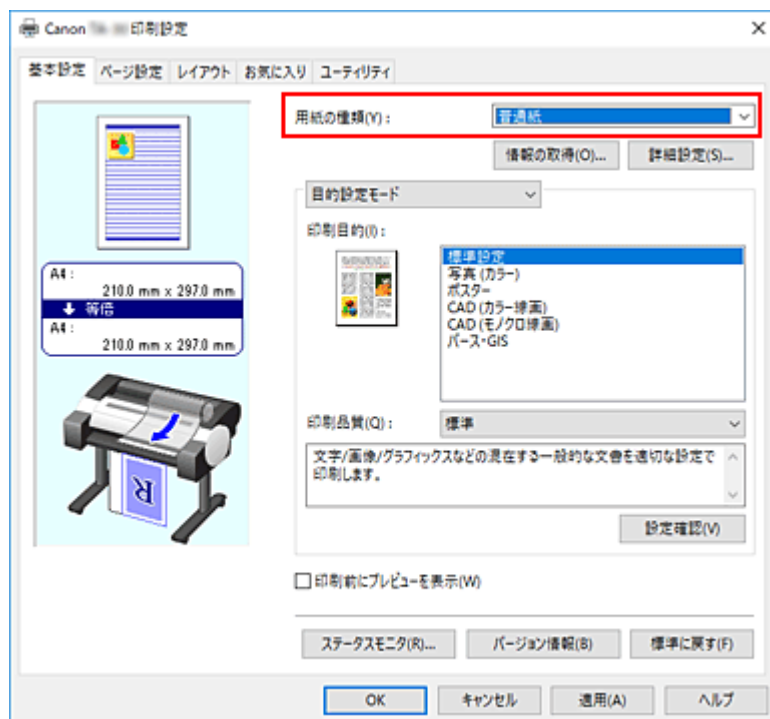 Canon 印刷設定
基本設定 ページ設定 レイアウト お気に入り ユーティリティ
用紙の種類(Y): 普通紙
情報の取得(O)... 詳細設定(S)...
目的設定モード
印刷目的(I):
標準設定
写真 (カラー)
ポスター
CAD (カラー線画)
CAD (モノクロ線画)
パース・GIS
A4:
210.0 mm x 297.0 mm
等倍
A4:
210.0 mm x 297.0 mm
R
印刷品質(Q): 標準
文字/画像/グラフィックスなどの混在する一般的な文書を適切な設定で
印刷します。
設定確認(V)
印刷前にプレビューを表示(W)
ステータスモニタ(R)... バージョン情報(B) 標準に戻す(F)
OK キャンセル 適用(A) ヘルプ